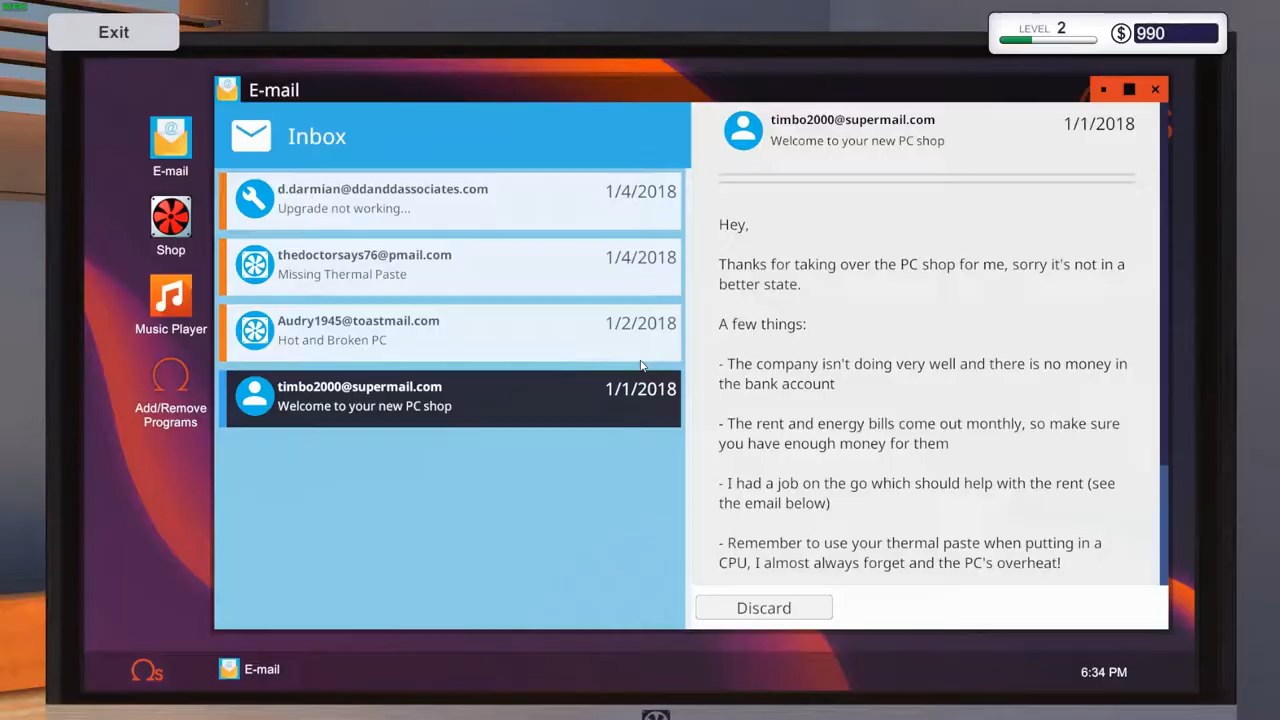 Exit
LEVEL 2
$ 990
E-mail
E-mail
Shop
Music Player
Add/Remove
Programs
Inbox
d.darmian@ddanddassociates.com 1/4/2018
Upgrade not working...
thedoctorsays76@pmail.com 1/4/2018
Missing Thermal Paste
Audry1945@toastmail.com 1/2/2018
Hot and Broken PC
timbo2000@supermail.com 1/1/2018
Welcome to your new PC shop
timbo2000@supermail.com 1/1/2018
Welcome to your new PC shop
Hey,
Thanks for taking over the PC shop for me, sorry it's not in a
better state.
A few things:
- The company isn't doing very well and there is no money in
the bank account
- The rent and energy bills come out monthly, so make sure
you have enough money for them
- I had a job on the go which should help with the rent (see
the email below)
- Remember to use your thermal paste when putting in a
CPU, I almost always forget and the PC's overheat!
Discard
Ωs
E-mail
6:34 PM